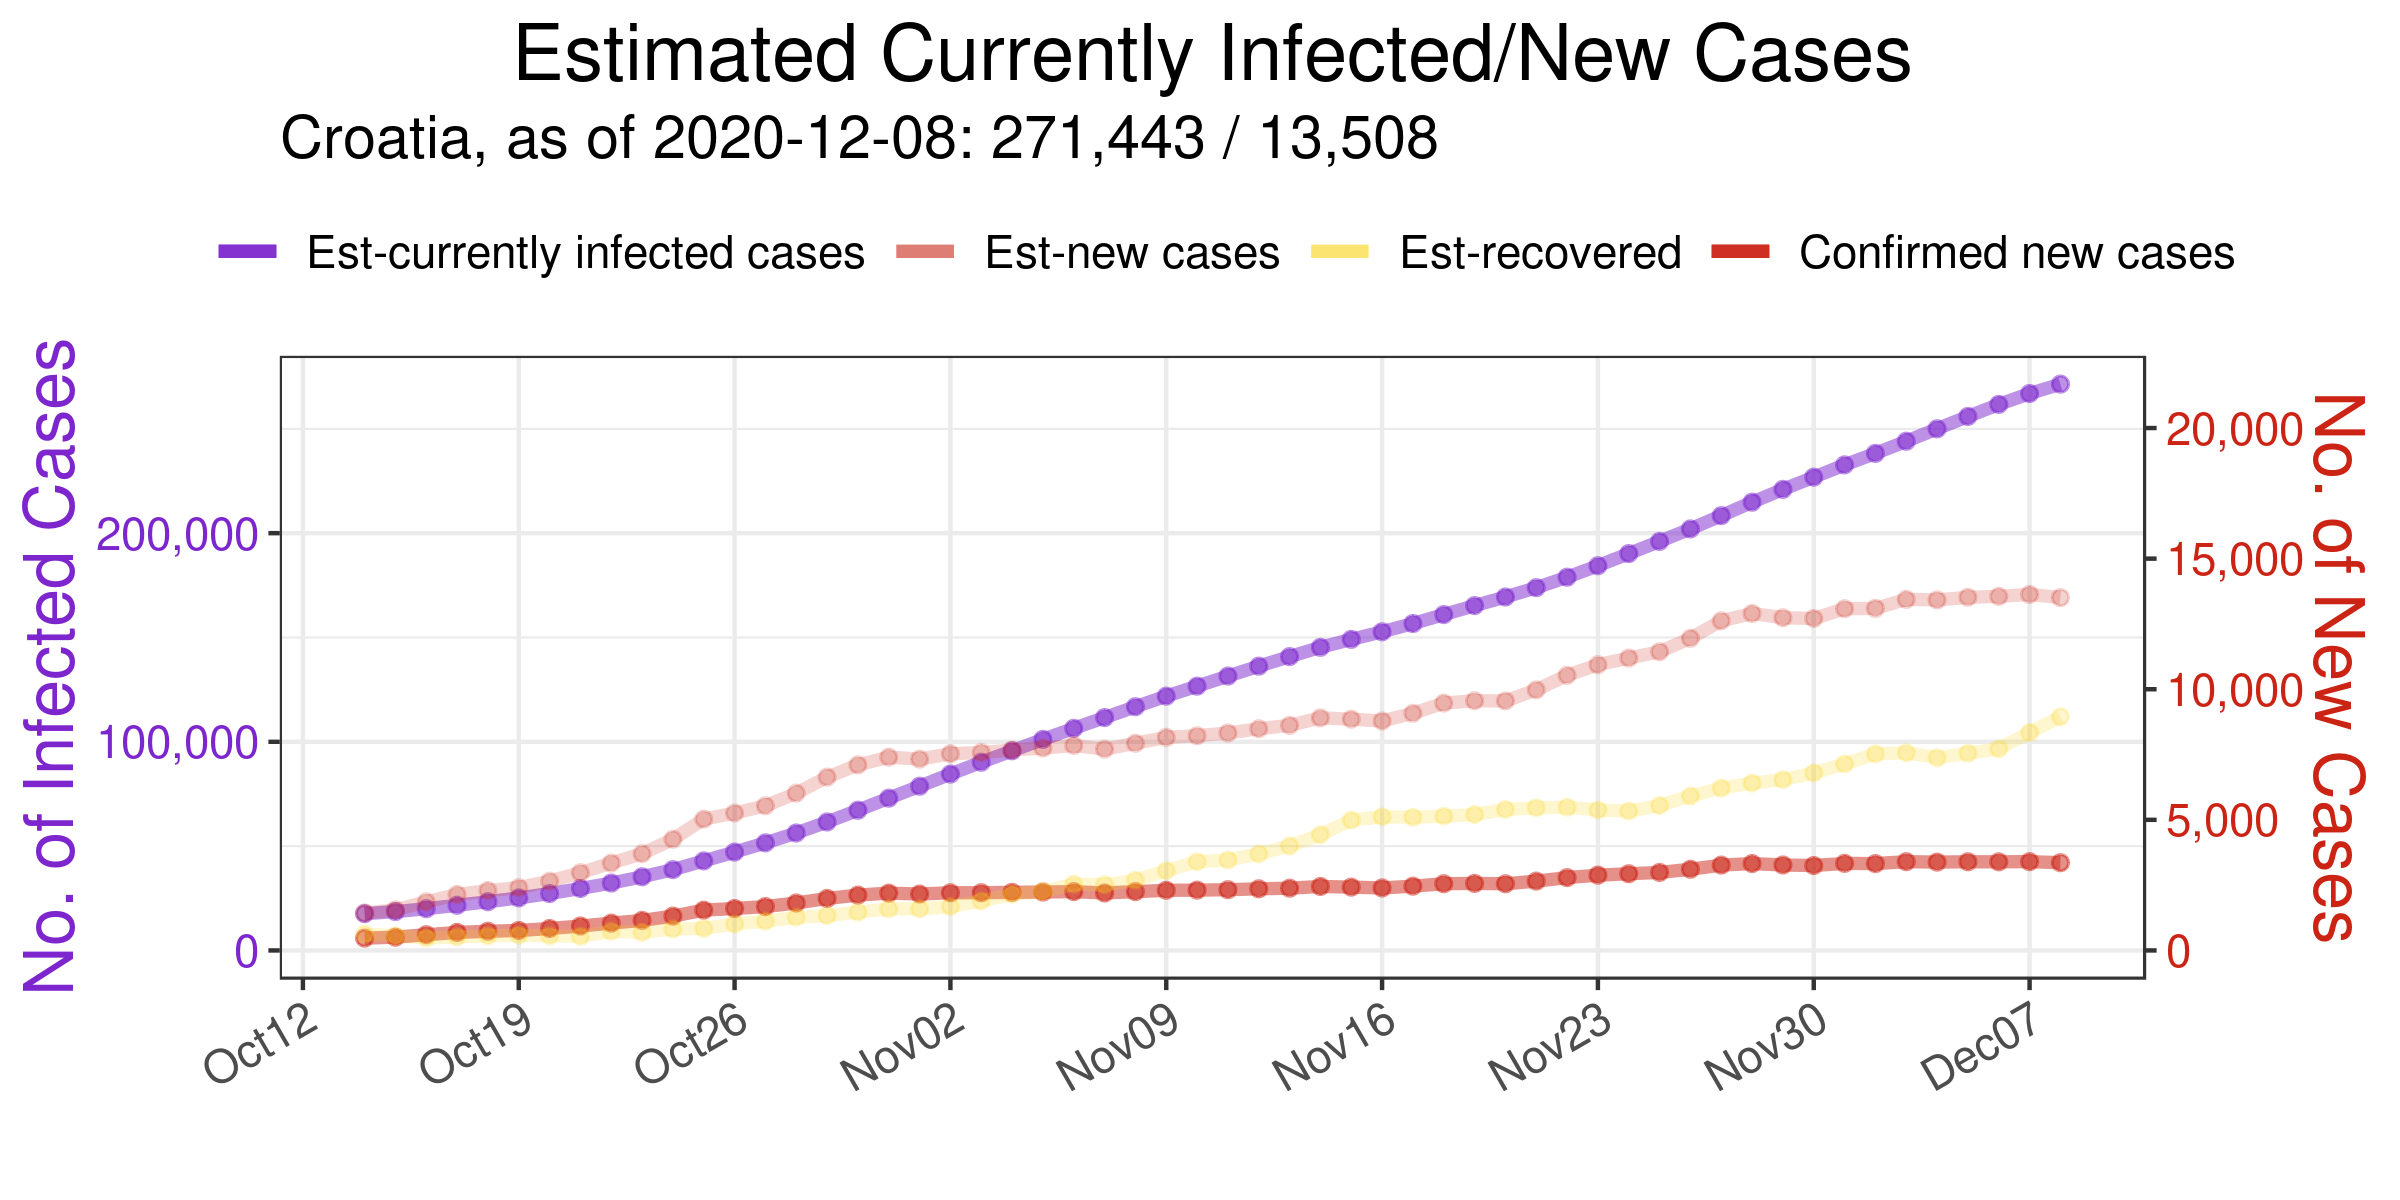 Estimated Currently Infected/New Cases
Croatia, as of 2020-12-08: 271,443 / 13,508
Est-currently infected cases Est-new cases Est-recovered Confirmed new cases
No. of Infected Cases
200,000
100,000
0
20,000
15,000
10,000
5,000
0
No. of New Cases
Oct12 Oct19 Oct26 Nov02 Nov09 Nov16 Nov23 Nov30 Dec07